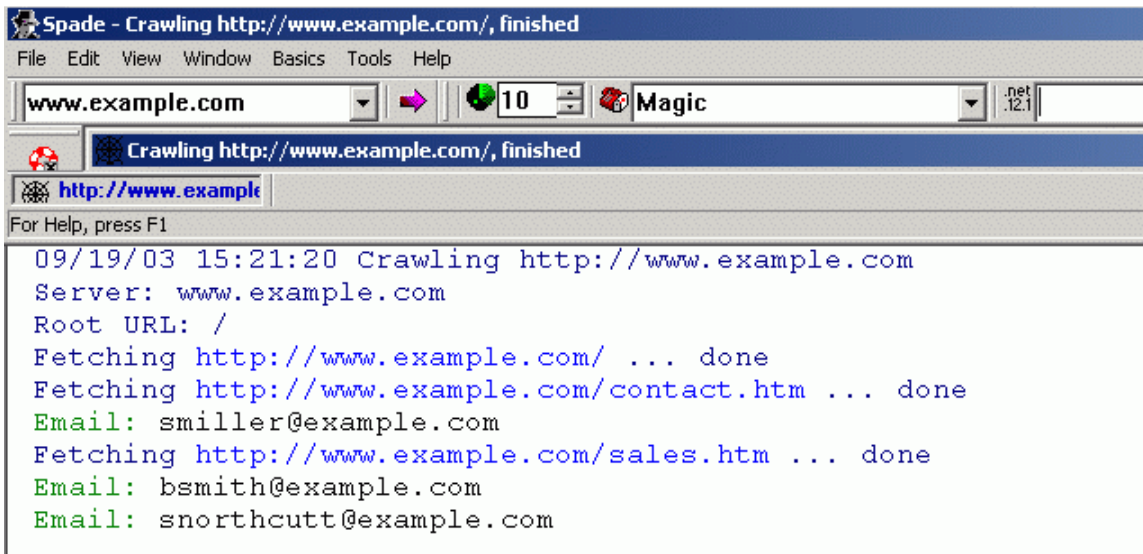 Spade - Crawling http://www.example.com/, finished
File Edit View Window Basics Tools Help
www.example.com 10 Magic .net .12.1
Crawling http://www.example.com/, finished
http://www.example
For Help, press F1
09/19/03 15:21:20 Crawling http://www.example.com
Server: www.example.com
Root URL: /
Fetching http://www.example.com/ ... done
Fetching http://www.example.com/contact.htm ... done
Email: smiller@example.com
Fetching http://www.example.com/sales.htm ... done
Email: bsmith@example.com
Email: snorthcutt@example.com